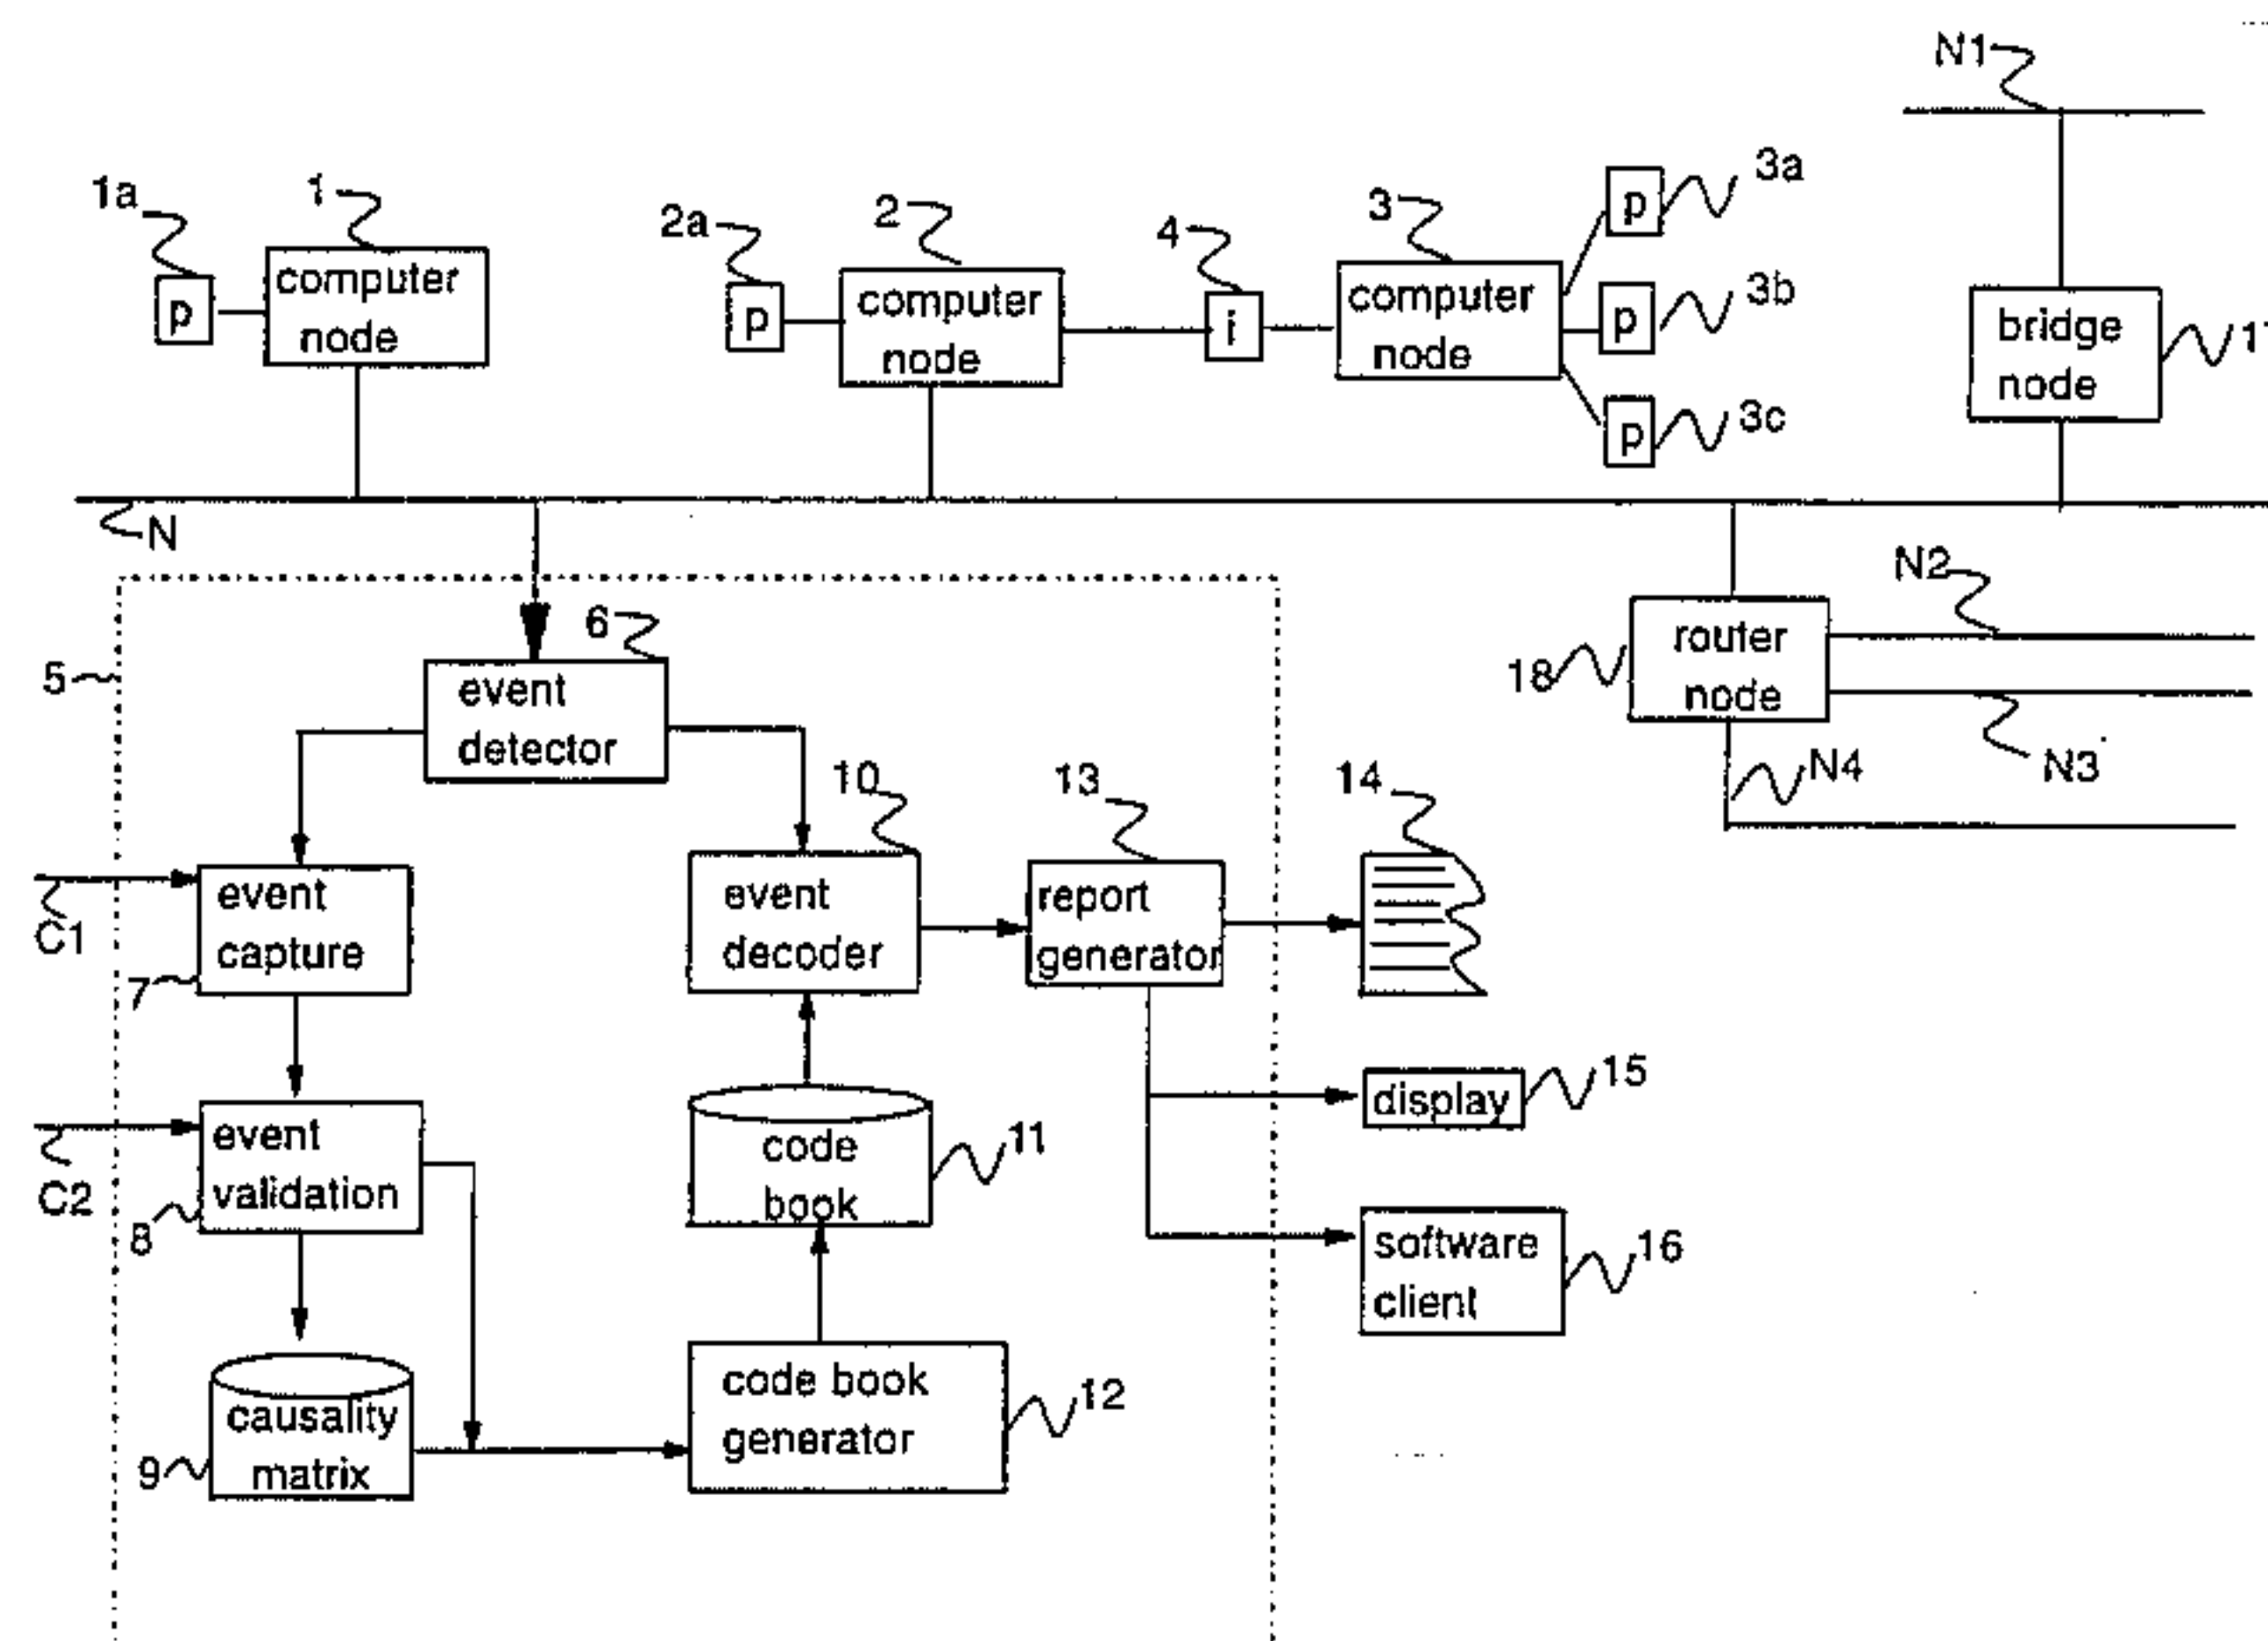 N1
1a
1
2a
2
4
3
3a
p
computer
node
p
computer
node
i
computer
node
p
p
3b
p
3c
bridge
node
N
5
6
event
detector
18
router
node
N2
N3
N4
C1
7
event
capture
10
event
decoder
13
report
generator
14
C2
8
event
validation
code
book
11
display
15
software
client
16
9
causality
matrix
code book
generator
12